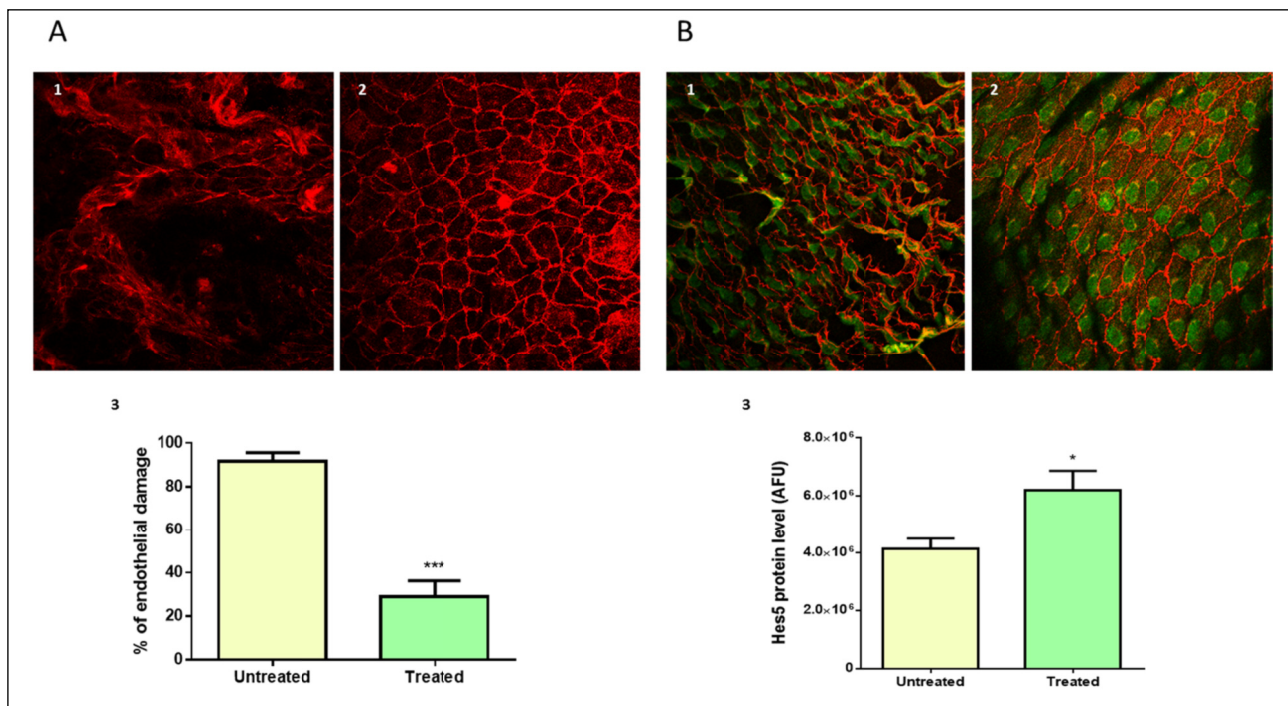 A
B
1
2
1
2
3
100
80
60
40
20
0
% of endothelial damage
***
Untreated
Treated
3
8.0×10⁶
6.0×10⁶
4.0×10⁶
2.0×10⁶
0
Hes5 protein level (AFU)
*
Untreated
Treated